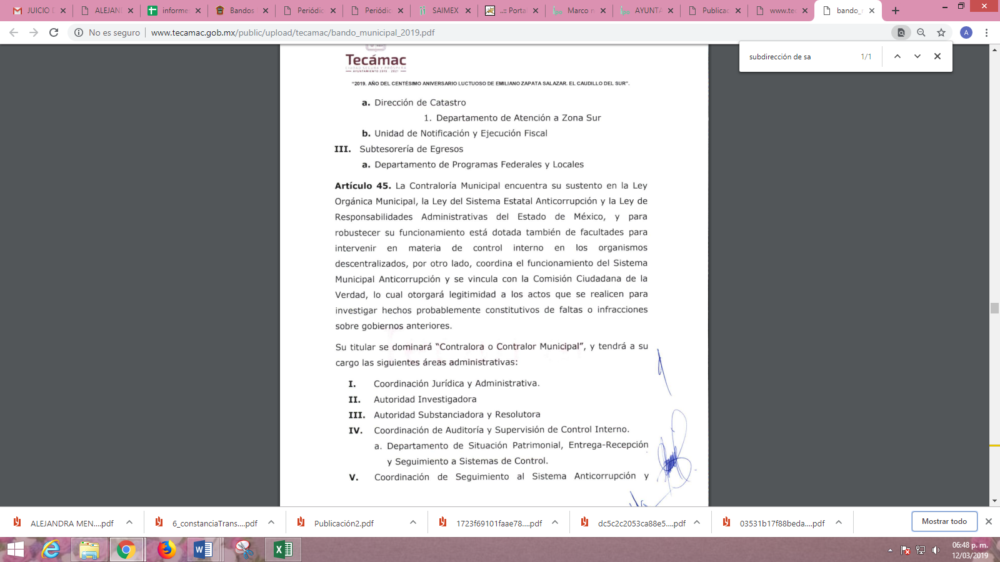 JUICIO
ALEJAN
informe
Bandos
Periódic
Periódic
SAIMEX
..:: Porta
Marco n
AYUNTA
Publicac
www.tec
bando_
No es seguro
www.tecamac.gob.mx/public/upload/tecamac/bando_municipal_2019.pdf
A
subdirección de sa
1/1
Tecámac
CIUDAD SEGURA Y PRÓSPERA
AYUNTAMIENTO 2019 - 2021
"2019. AÑO DEL CENTÉSIMO ANIVERSARIO LUCTUOSO DE EMILIANO ZAPATA SALAZAR. EL CAUDILLO DEL SUR".
a. Dirección de Catastro
1. Departamento de Atención a Zona Sur
b. Unidad de Notificación y Ejecución Fiscal
III. Subtesorería de Egresos
a. Departamento de Programas Federales y Locales
Artículo 45. La Contraloría Municipal encuentra su sustento en la Ley
Orgánica Municipal, la Ley del Sistema Estatal Anticorrupción y la Ley de
Responsabilidades Administrativas del Estado de México, y para
robustecer su funcionamiento está dotada también de facultades para
intervenir en materia de control interno en los organismos
descentralizados, por otro lado, coordina el funcionamiento del Sistema
Municipal Anticorrupción y se vincula con la Comisión Ciudadana de la
Verdad, lo cual otorgará legitimidad a los actos que se realicen para
investigar hechos probablemente constitutivos de faltas o infracciones
sobre gobiernos anteriores.
Su titular se dominará “Contralora o Contralor Municipal”, y tendrá a su
cargo las siguientes áreas administrativas:
I. Coordinación Jurídica y Administrativa.
II. Autoridad Investigadora
III. Autoridad Substanciadora y Resolutora
IV. Coordinación de Auditoría y Supervisión de Control Interno.
a. Departamento de Situación Patrimonial, Entrega-Recepción
y Seguimiento a Sistemas de Control.
V. Coordinación de Seguimiento al Sistema Anticorrupción y
ALEJANDRA MEN....pdf
6_constanciaTrans....pdf
Publicación2.pdf
1723f69101faae78....pdf
dc5c2c2053ca88e5....pdf
03531b17f88beda....pdf
Mostrar todo
06:48 p. m.
12/03/2019